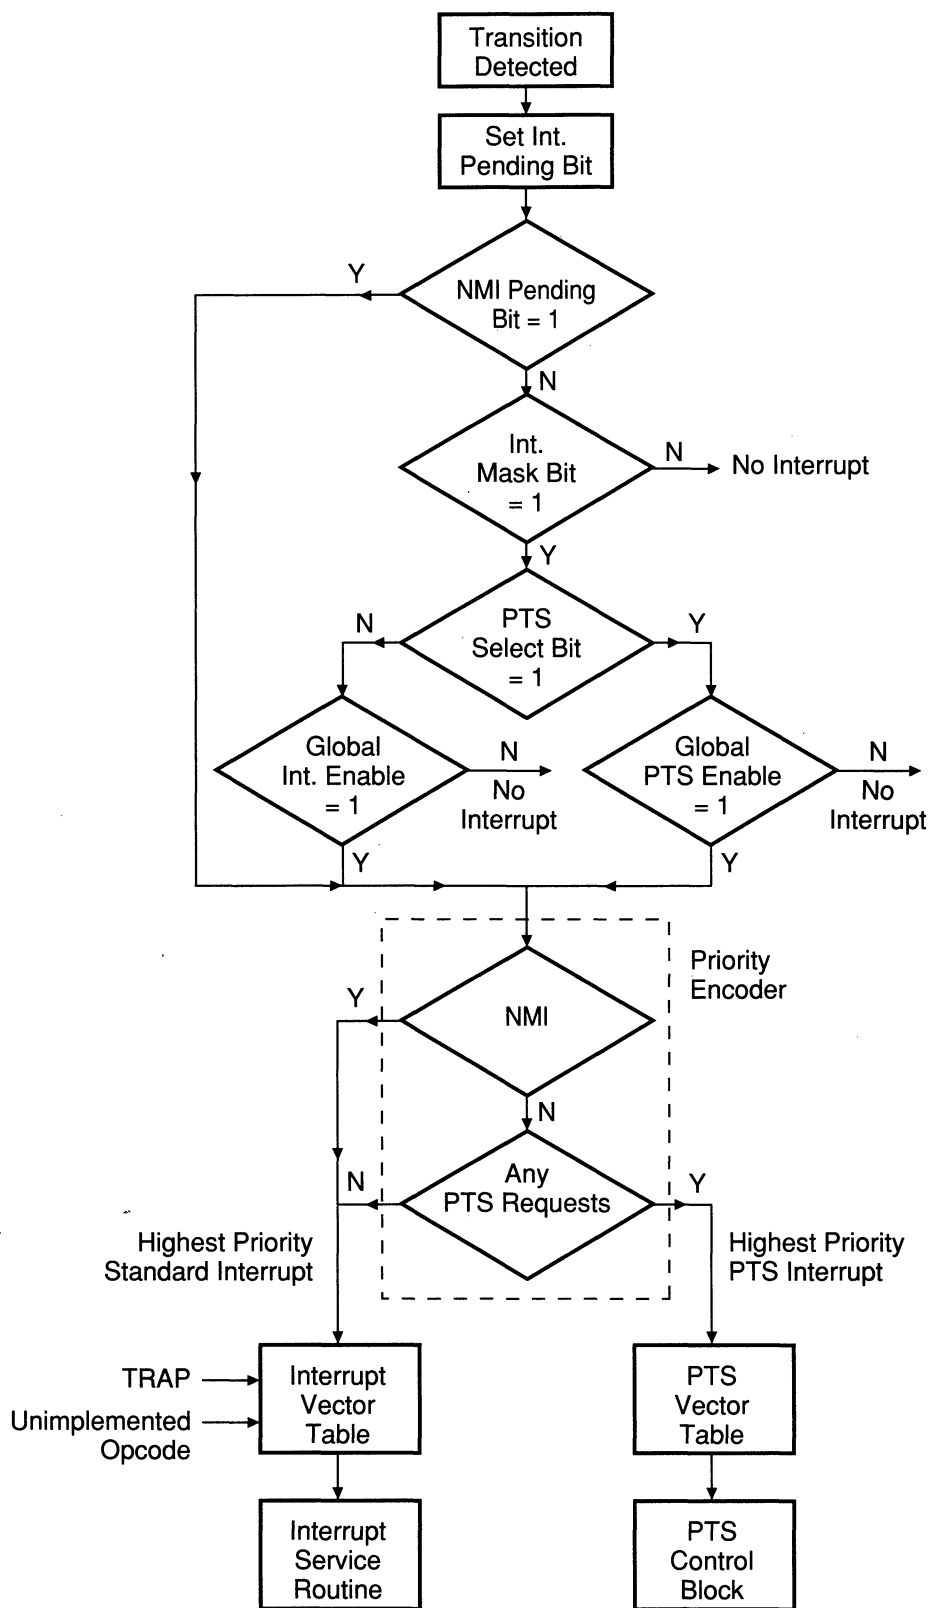 Transition
Detected
Set Int.
Pending Bit
Y
NMI Pending
Bit = 1
N
Int.
Mask Bit
= 1
N
No Interrupt
Y
PTS
Select Bit
= 1
N
Y
Global
Int. Enable
= 1
N
No
Interrupt
Y
Global
PTS Enable
= 1
N
No
Interrupt
Y
Priority
Encoder
NMI
Y
N
Any
PTS Requests
N
Y
Highest Priority
Standard Interrupt
Highest Priority
PTS Interrupt
TRAP
Unimplemented
Opcode
Interrupt
Vector
Table
PTS
Vector
Table
Interrupt
Service
Routine
PTS
Control
Block